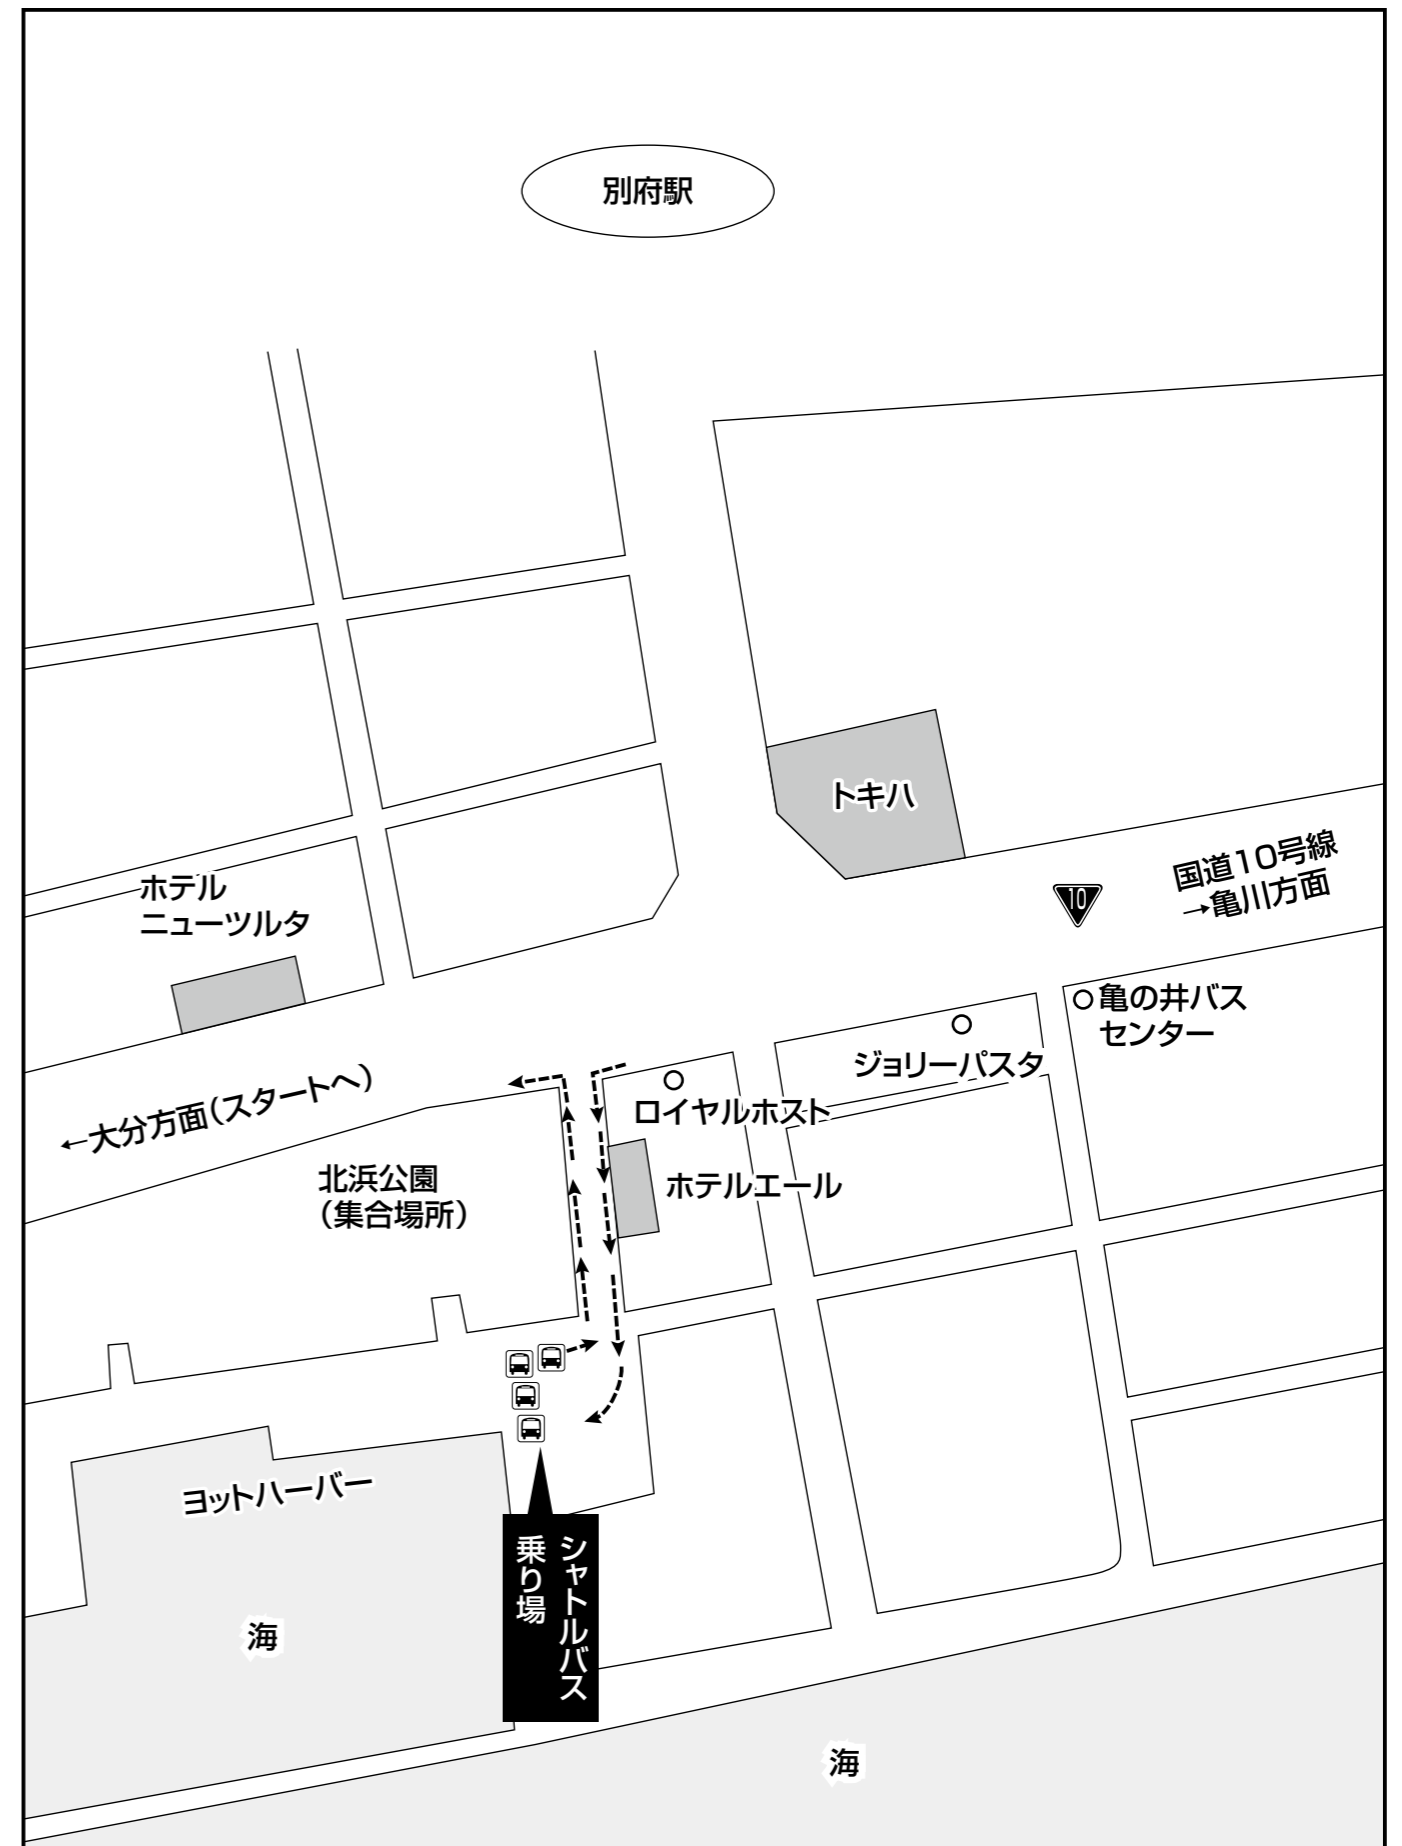 別府駅
トキハ
国道10号線
→亀川方面
10
ホテル
ニューツルタ
亀の井バス
センター
ジョリーパスタ
ロイヤルホスト
←大分方面(スタートへ)
北浜公園
(集合場所)
ホテルエール
ヨットハーバー
シャトルバス
乗り場
海
海